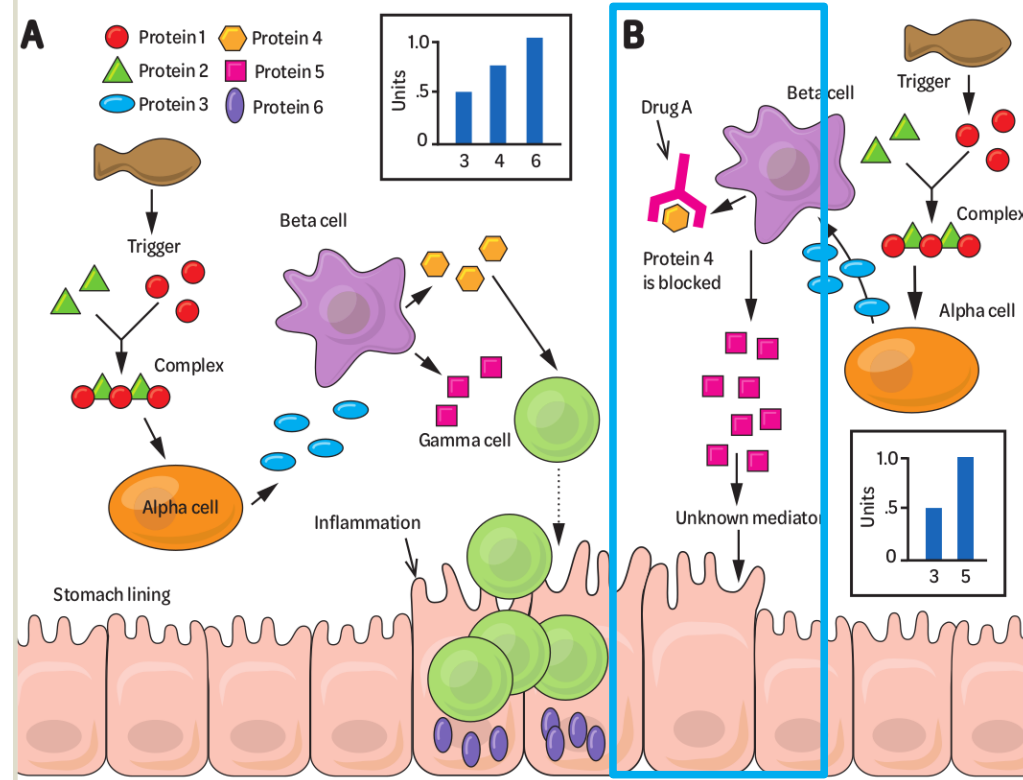 A
Protein 1
Protein 4
Protein 2
Protein 5
Protein 3
Protein 6
Units
1.0
.5
0
3 4 6
Trigger
Beta cell
Complex
Gamma cell
Alpha cell
Inflammation
Stomach lining
B
Trigger
Beta cell
Drug A
Complex
Protein 4
is blocked
Alpha cell
Unknown mediator
Units
1.0
.5
0
3 5